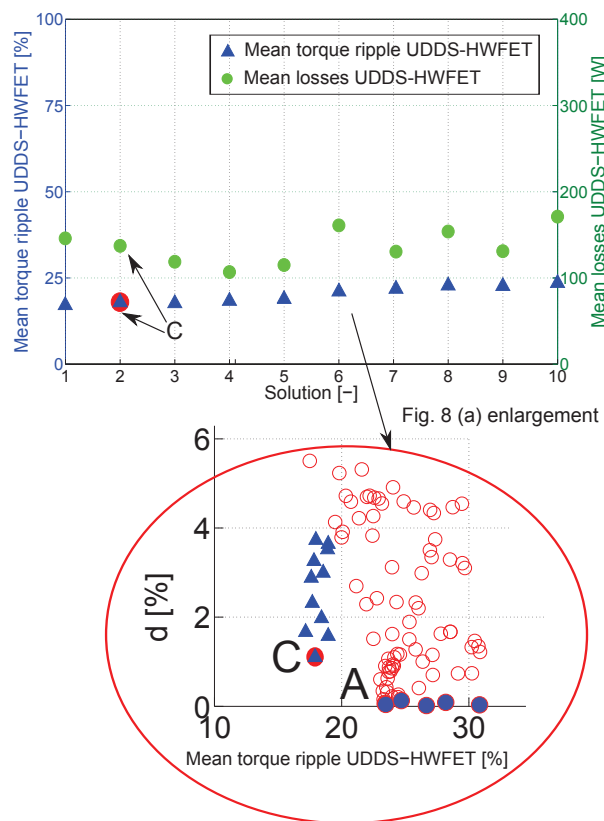 Mean torque ripple UDDS−HWFET [%]
100
75
50
25
0
Mean torque ripple UDDS-HWFET
Mean losses UDDS-HWFET
C
400
300
200
100
0
Mean losses UDDS−HWFET [W]
1 2 3 4 5 6 7 8 9 10
Solution [−]
Fig. 8 (a) enlargement
d [%]
6
4
2
0
C
A
10 20 30
Mean torque ripple UDDS−HWFET [%]